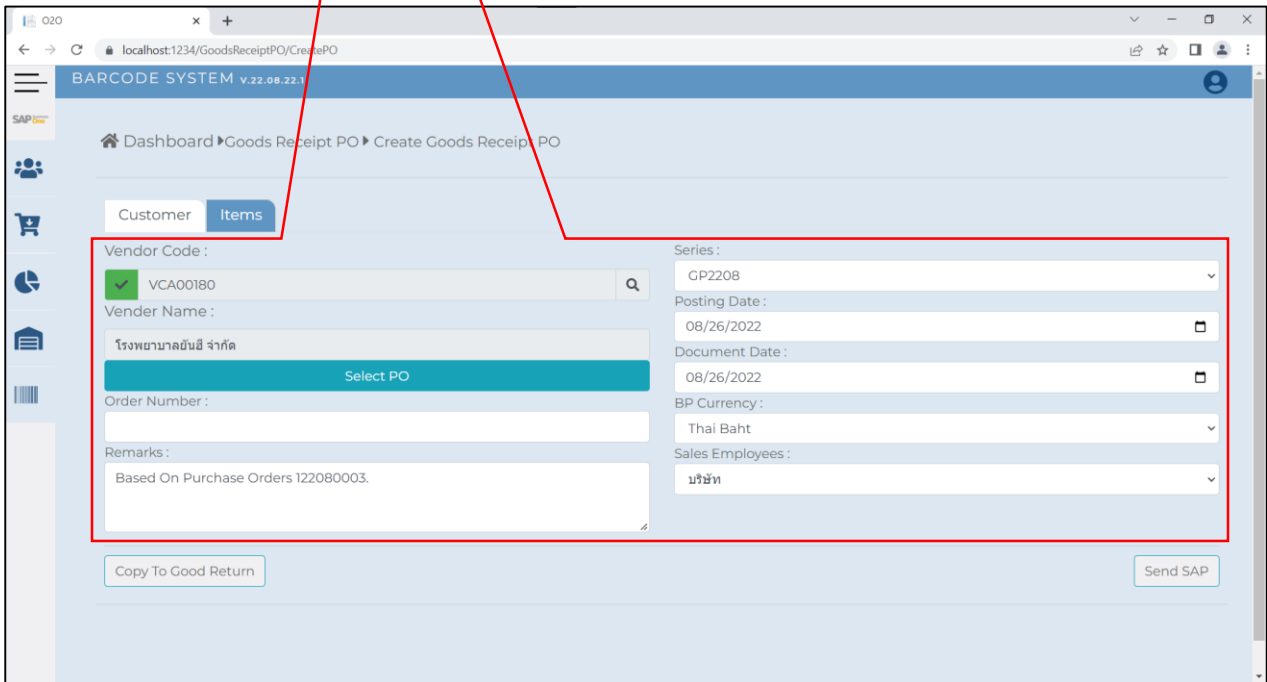 O2O
localhost:1234/GoodsReceiptPO/CreatePO
BARCODE SYSTEM V.22.08.22.1
SAP Business One
Dashboard Goods Receipt PO Create Goods Receipt PO
Customer
Items
Vendor Code :
VCA00180
Vender Name :
โรงพยาบาลยันฮี จำกัด
Select PO
Order Number :
Remarks :
Based On Purchase Orders 122080003.
Series :
GP2208
Posting Date :
08/26/2022
Document Date :
08/26/2022
BP Currency :
Thai Baht
Sales Employees :
บริษัท
Copy To Good Return
Send SAP